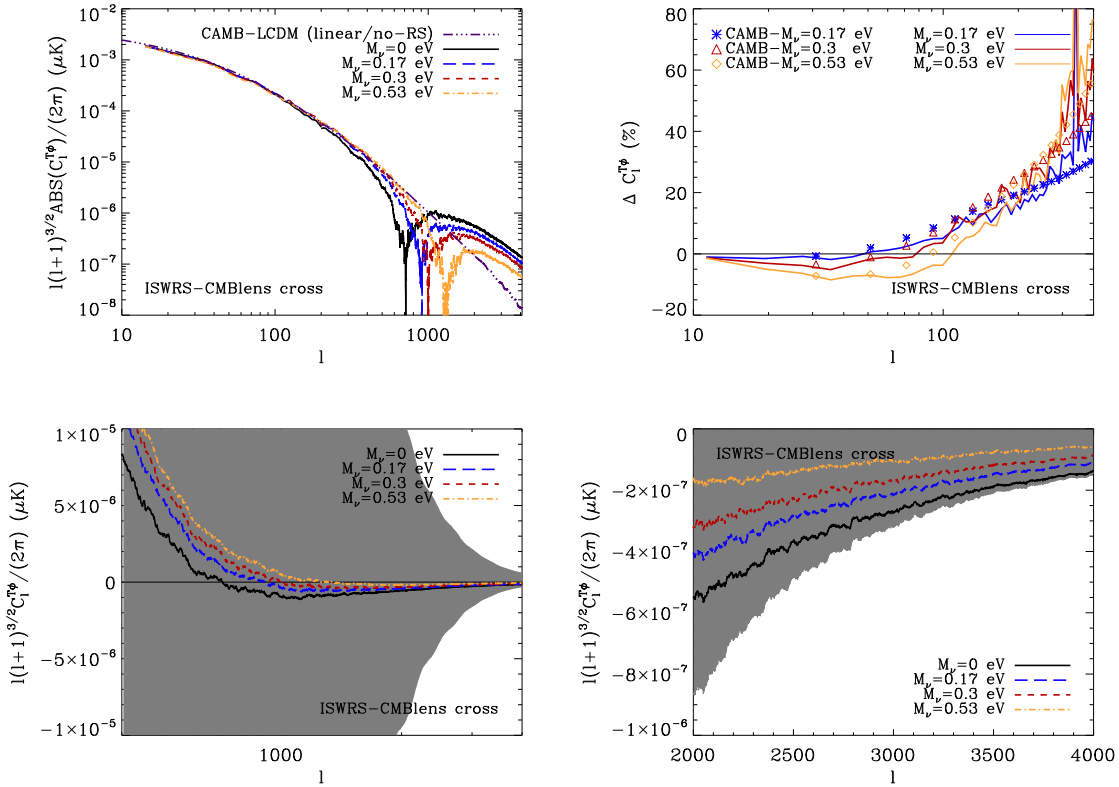 l(l+1)^{3/2}ABS(C_l^{Tϕ})/(2π) (μK)
10⁻²
10⁻³
10⁻⁴
10⁻⁵
10⁻⁶
10⁻⁷
10⁻⁸
CAMB−LCDM (linear/no−RS)
M_ν=0 eV
M_ν=0.17 eV
M_ν=0.3 eV
M_ν=0.53 eV
ISWRS−CMBlens cross
10 100 1000
l
Δ C_l^{Tϕ} (%)
80
60
40
20
0
−20
CAMB−M_ν=0.17 eV M_ν=0.17 eV
CAMB−M_ν=0.3 eV M_ν=0.3 eV
CAMB−M_ν=0.53 eV M_ν=0.53 eV
ISWRS−CMBlens cross
10 100
l
l(l+1)^{3/2}C_l^{Tϕ}/(2π) (μK)
1×10⁻⁵
5×10⁻⁶
0
−5×10⁻⁶
−1×10⁻⁵
M_ν=0 eV
M_ν=0.17 eV
M_ν=0.3 eV
M_ν=0.53 eV
ISWRS−CMBlens cross
1000
l
l(l+1)^{3/2}C_l^{Tϕ}/(2π) (μK)
0
−2×10⁻⁷
−4×10⁻⁷
−6×10⁻⁷
−8×10⁻⁷
−1×10⁻⁶
ISWRS−CMBlens cross
M_ν=0 eV
M_ν=0.17 eV
M_ν=0.3 eV
M_ν=0.53 eV
2000 2500 3000 3500 4000
l